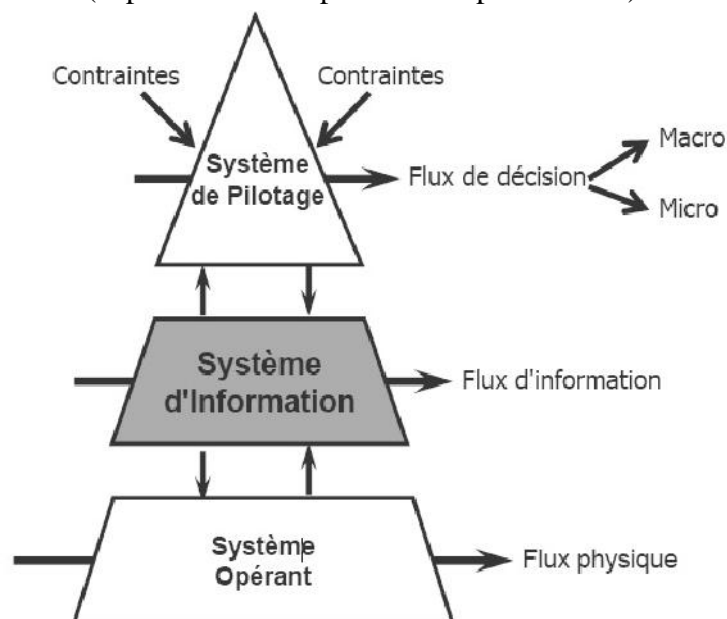 Contraintes
Contraintes
Macro
Système
de Pilotage
Flux de décision
Micro
Système
d'Information
Flux d'information
Système
Opérant
Flux physique